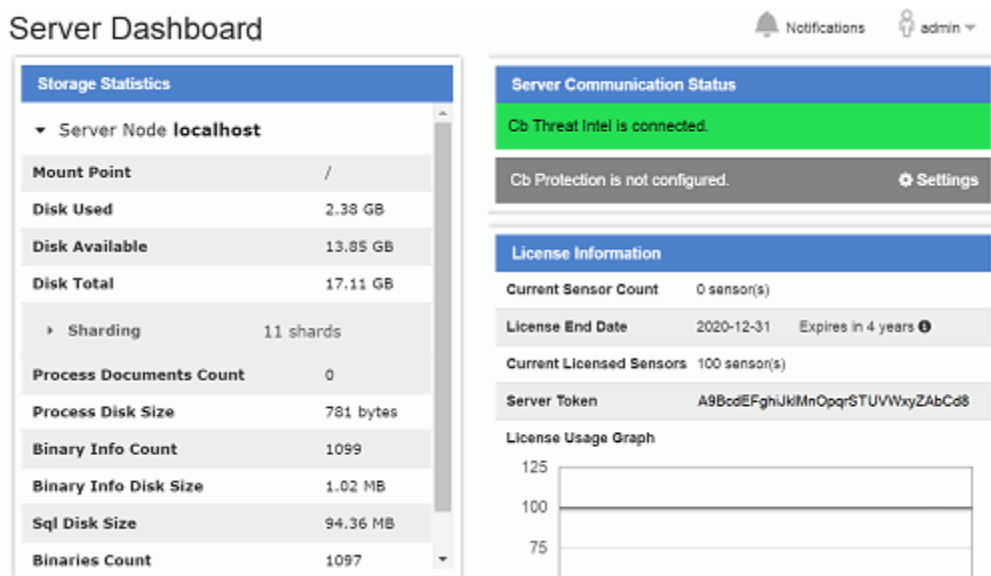 Server Dashboard
Notifications
admin
Storage Statistics
Server Node localhost
Mount Point /
Disk Used 2.38 GB
Disk Available 13.85 GB
Disk Total 17.11 GB
Sharding 11 shards
Process Documents Count 0
Process Disk Size 781 bytes
Binary Info Count 1099
Binary Info Disk Size 1.02 MB
Sql Disk Size 94.36 MB
Binaries Count 1097
Server Communication Status
Cb Threat Intel is connected.
Cb Protection is not configured. Settings
License Information
Current Sensor Count 0 sensor(s)
License End Date 2020-12-31 Expires in 4 years
Current Licensed Sensors 100 sensor(s)
Server Token A9BcdEFghiJklMnOpqrSTUVWxyZAbCd8
License Usage Graph
125
100
75